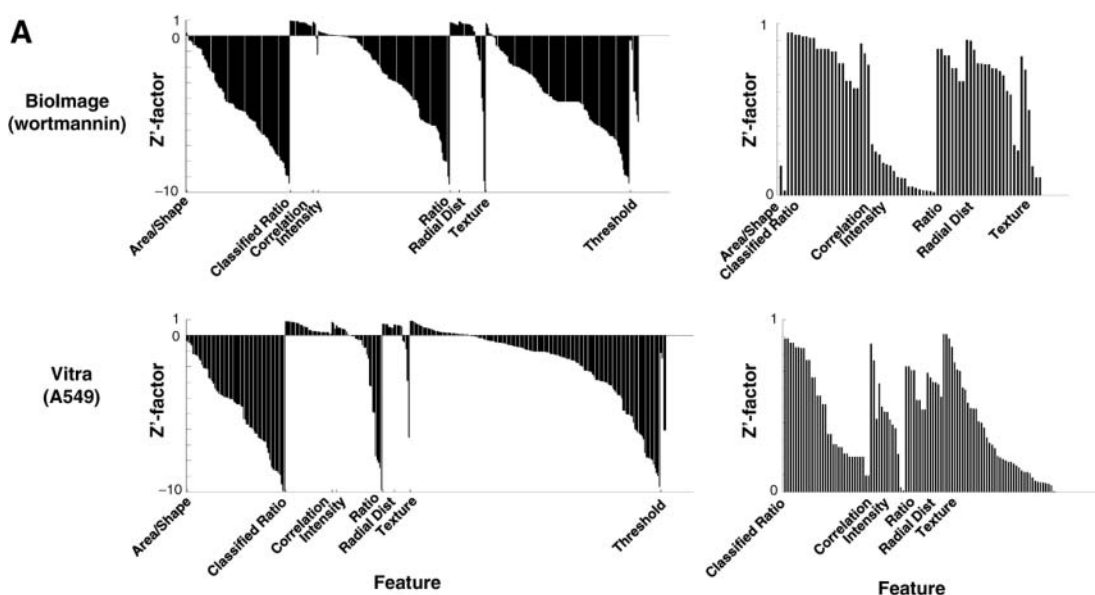 A
BioImage
(wortmannin)
Z'-factor
1
0
−10
Area/Shape
Classified Ratio
Correlation
Intensity
Ratio
Radial Dist
Texture
Threshold
Z'-factor
1
0
Area/Shape
Classified Ratio
Correlation
Intensity
Ratio
Radial Dist
Texture
Vitra
(A549)
Z'-factor
1
0
−10
Area/Shape
Classified Ratio
Correlation
Intensity
Ratio
Radial Dist
Texture
Threshold
Feature
Z'-factor
1
0
Classified Ratio
Correlation
Intensity
Ratio
Radial Dist
Texture
Feature